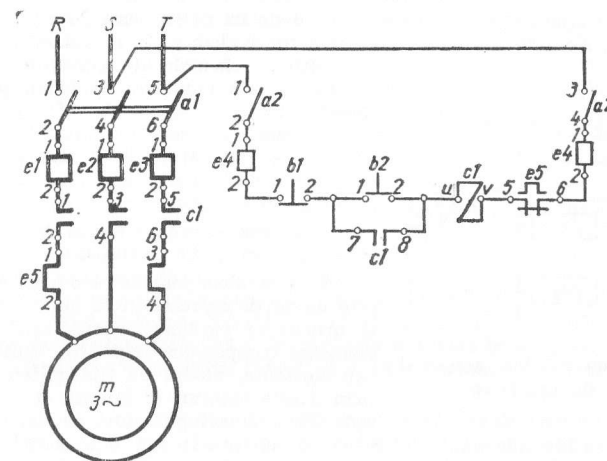 R S T
1 3 5 1 3
a1 a2 a2
2 4 6 2 4
1 1 1 1 1
e1 e2 e3 e4 e4
2 2 2 2 2
b1 b2 c1 e5
1 2 1 2 u v 5 6
1 3 5 c1
7 8
c1
2 4 6
1 3
e5
2 4
m
3~